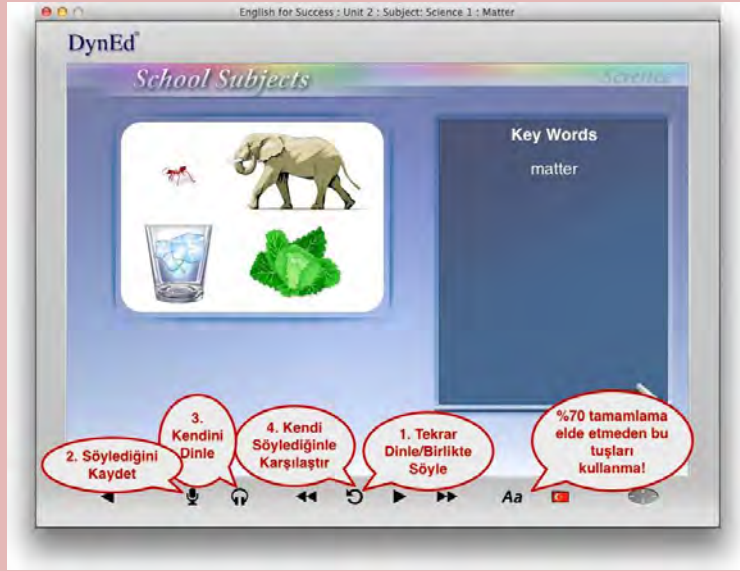 English for Success : Unit 2 : Subject: Science 1 : Matter
DynEd
School Subjects
Science
Key Words
matter
2. Söylediğini
Kaydet
3.
Kendini
Dinle
4. Kendi
Söylediğinle
Karşılaştır
1. Tekrar
Dinle/Birlikte
Söyle
%70 tamamlama
elde etmeden bu
tuşları
kullanma!
Aa